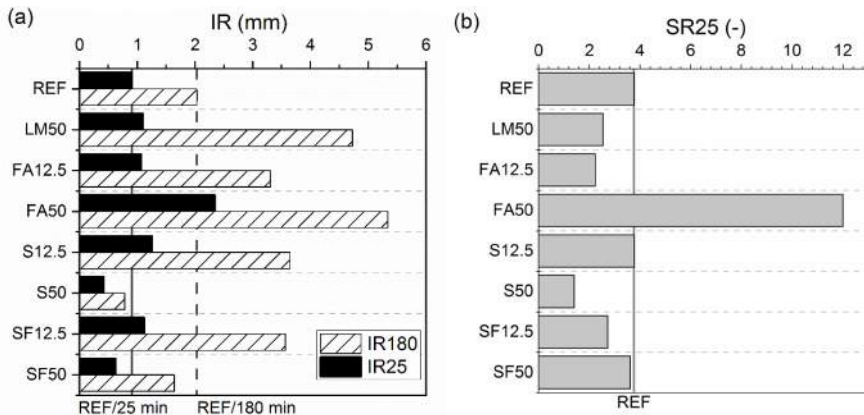 (a)
IR (mm)
0 1 2 3 4 5 6
REF
LM50
FA12.5
FA50
S12.5
S50
SF12.5
SF50
IR180
IR25
REF/25 min REF/180 min
(b)
SR25 (-)
0 2 4 6 8 10 12
REF
LM50
FA12.5
FA50
S12.5
S50
SF12.5
SF50
REF